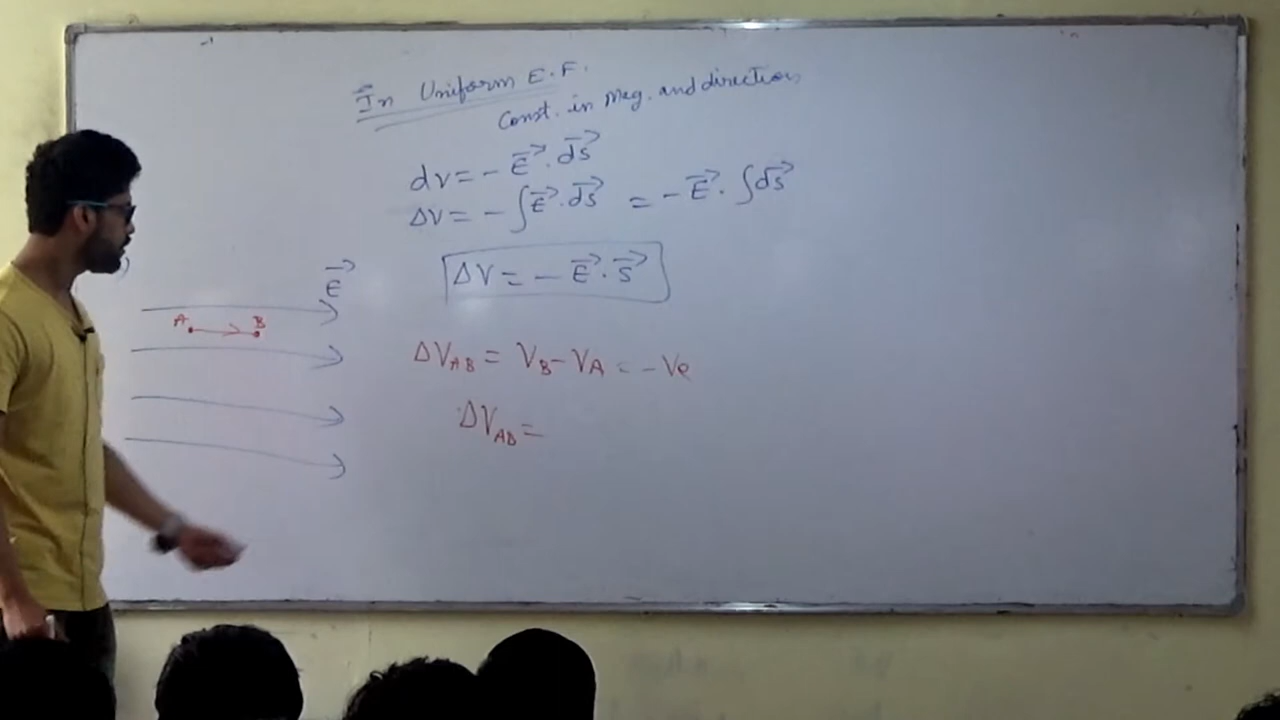 In Uniform E.F.
Const. in Mag. and direction
dv = - E⃗ . ds⃗
ΔV = - ∫E⃗ . ds⃗ = - E⃗ . ∫ds⃗
ΔV = - E⃗ . s⃗
E⃗
A B
ΔV_AB = V_B - V_A = - Ve
ΔV_AB =